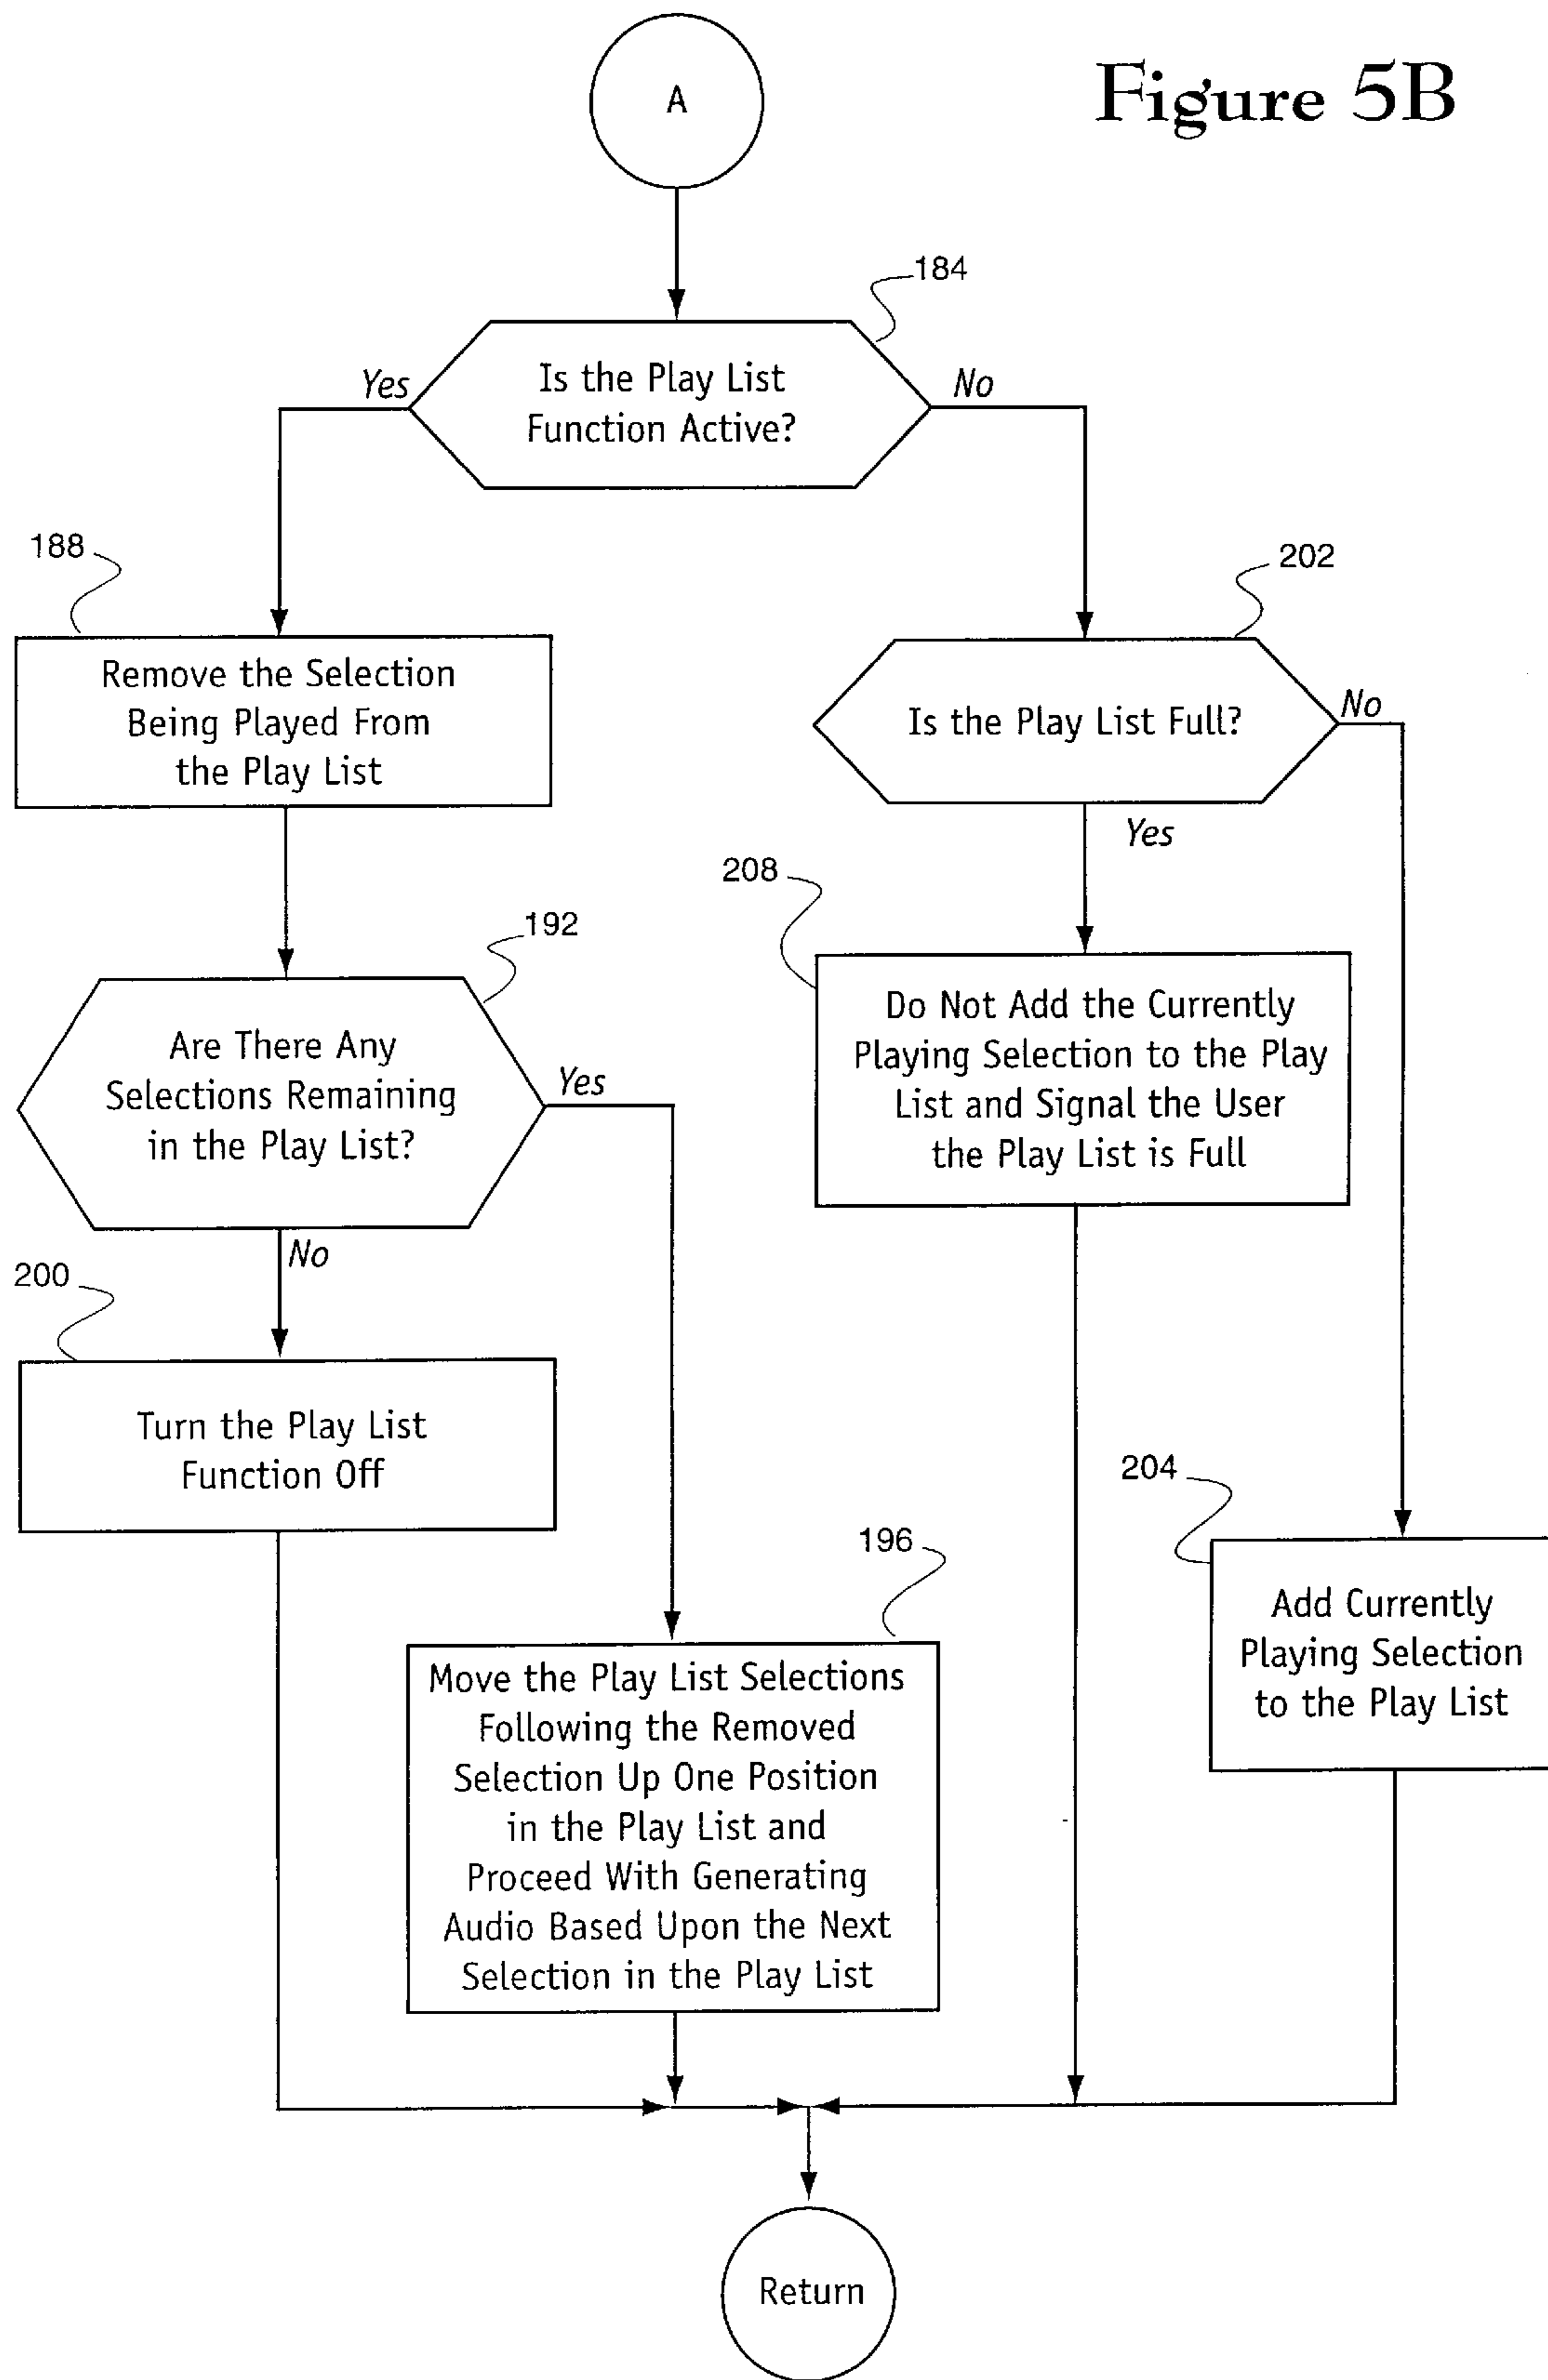 Figure 5B
A
184
Yes
Is the Play List
Function Active?
No
188
Remove the Selection
Being Played From
the Play List
202
Is the Play List Full?
No
Yes
192
Are There Any
Selections Remaining
in the Play List?
Yes
No
208
Do Not Add the Currently
Playing Selection to the Play
List and Signal the User
the Play List is Full
200
Turn the Play List
Function Off
196
Move the Play List Selections
Following the Removed
Selection Up One Position
in the Play List and
Proceed With Generating
Audio Based Upon the Next
Selection in the Play List
204
Add Currently
Playing Selection
to the Play List
Return